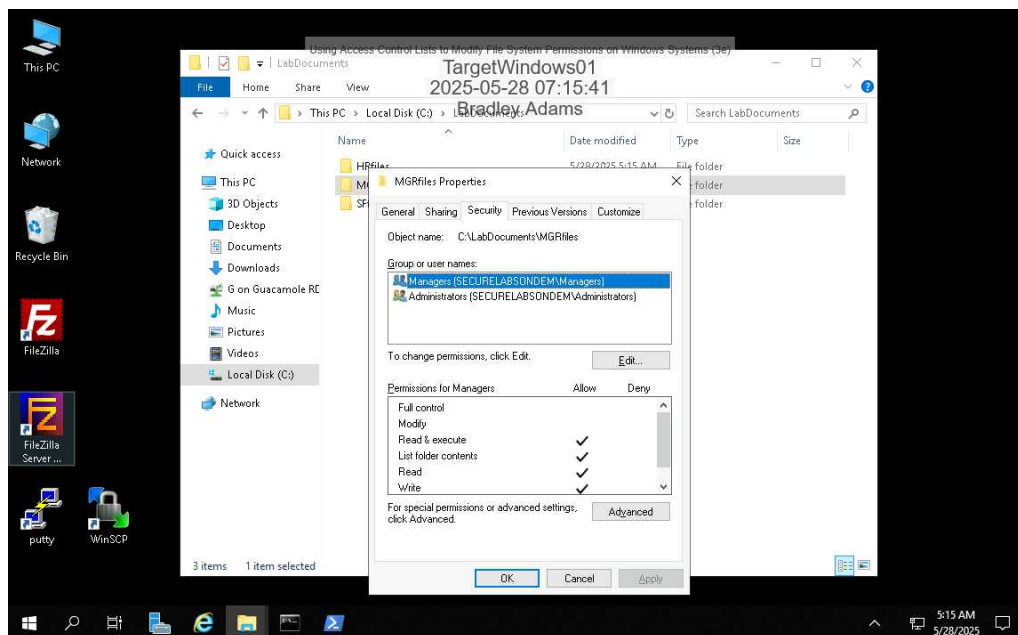 This PC
Network
Recycle Bin
FileZilla
FileZilla
Server ...
putty
WinSCP
Using Access Control Lists to Modify File System Permissions on Windows Systems (3e)
TargetWindows01
2025-05-28 07:15:41
Bradley Adams
LabDocuments
File Home Share View
This PC > Local Disk (C:) > LabDocuments
Search LabDocuments
Name Date modified Type Size
Quick access
This PC
3D Objects
Desktop
Documents
Downloads
G on Guacamole RE
Music
Pictures
Videos
Local Disk (C:)
Network
HRfiles 5/28/2025 5:15 AM File folder
folder
folder
MGRfiles Properties
General Sharing Security Previous Versions Customize
Object name: C:\LabDocuments\MGRfiles
Group or user names:
Managers (SECURELABSONDEM\Managers)
Administrators (SECURELABSONDEM\Administrators)
To change permissions, click Edit.
Edit...
Permissions for Managers Allow Deny
Full control
Modify
Read & execute
List folder contents
Read
Write
For special permissions or advanced settings,
click Advanced.
Advanced
OK Cancel Apply
3 items 1 item selected
5:15 AM
5/28/2025